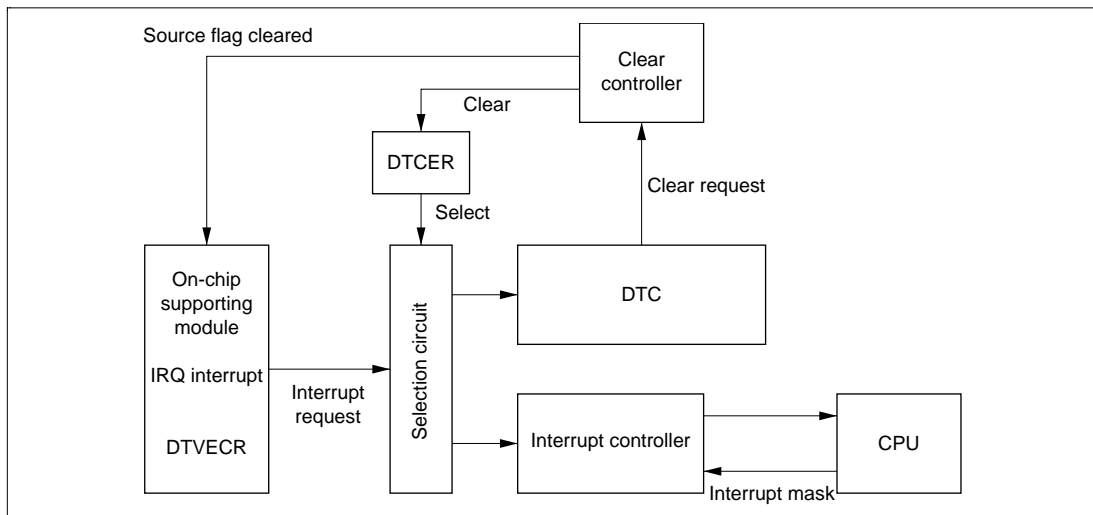 Source flag cleared
Clear
controller
Clear
DTCER
Clear request
Select
On-chip
supporting
module
DTC
Selection circuit
IRQ interrupt
Interrupt
request
DTVECR
Interrupt controller
CPU
Interrupt mask